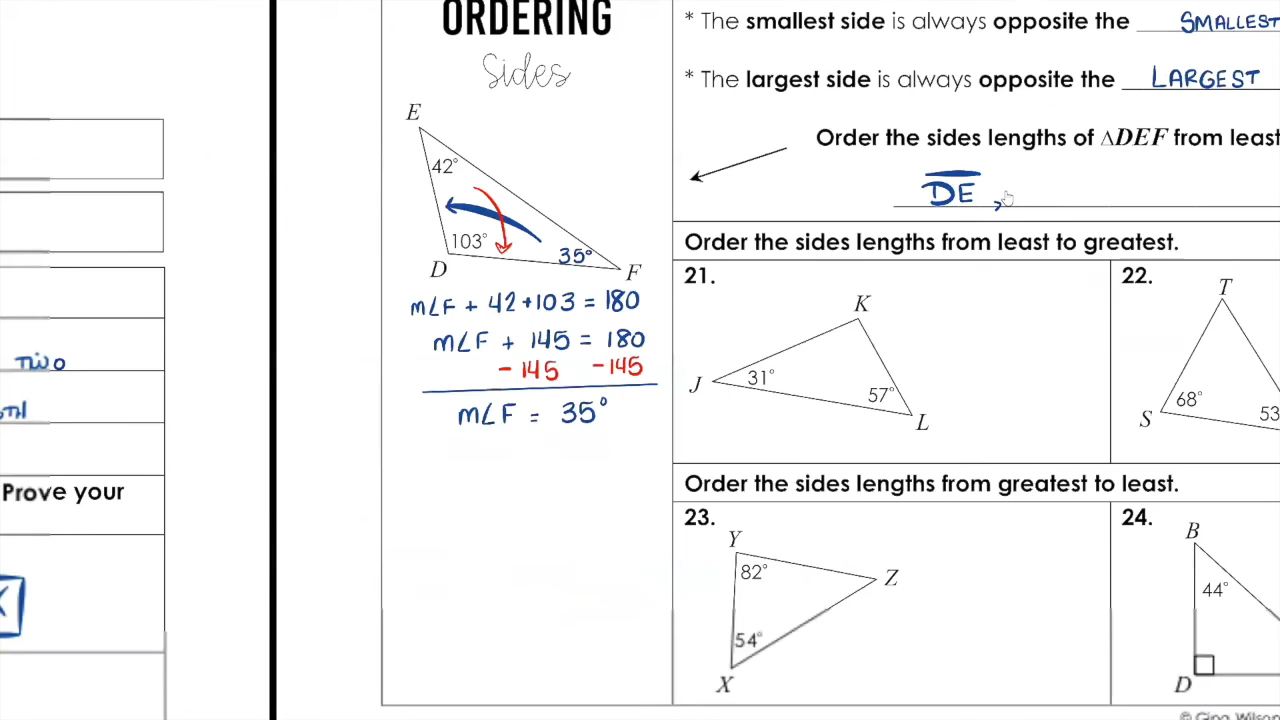 ORDERING
Sides
E
42°
103°
35°
D
F
m∠F + 42 + 103 = 180
m∠F + 145 = 180
- 145 - 145
m∠F = 35°
* The smallest side is always opposite the SMALLEST
* The largest side is always opposite the LARGEST
Order the sides lengths of △DEF from least
DE,
Order the sides lengths from least to greatest.
21.
K
J
31°
57°
L
22.
T
S
68°
53
Order the sides lengths from greatest to least.
23.
Y
82°
Z
54°
X
24.
B
44°
D
Prove your
© Gina Wilson